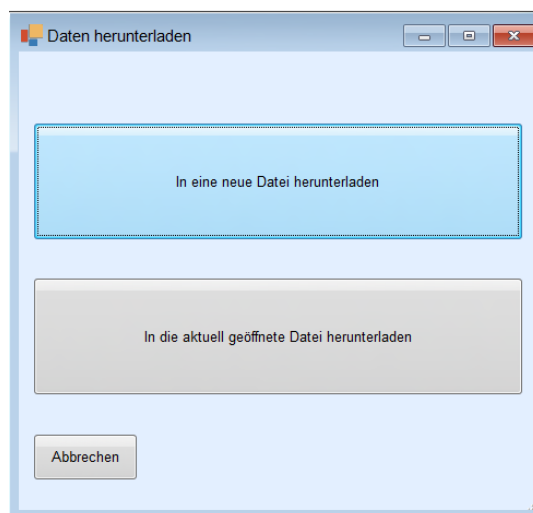 Daten herunterladen
In eine neue Datei herunterladen
In die aktuell geöffnete Datei herunterladen
Abbrechen